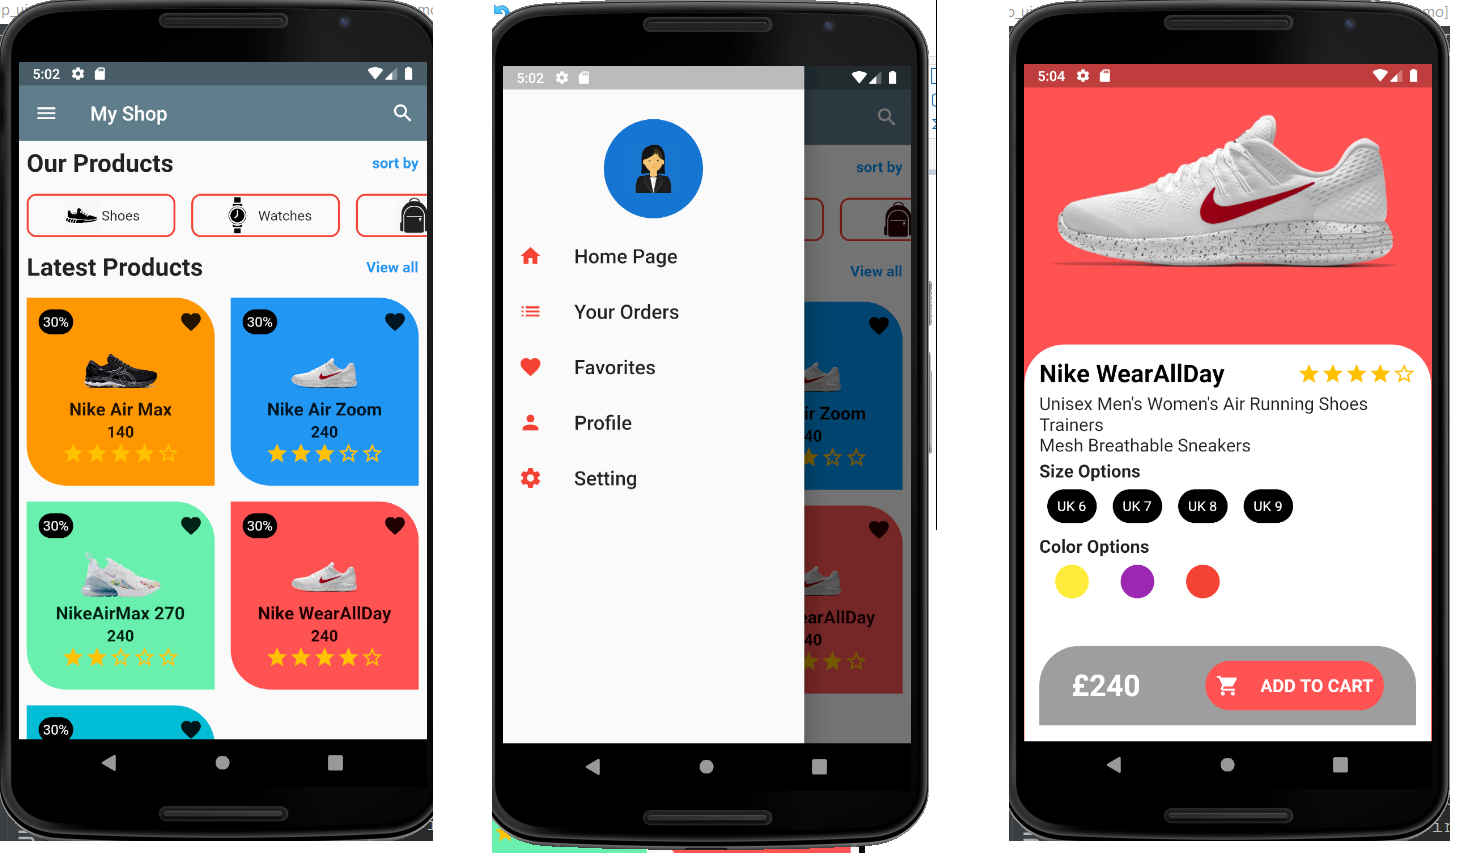 5:02
My Shop
Our Products
sort by
Shoes
Watches
Latest Products
View all
30%
30%
Nike Air Max
140
Nike Air Zoom
240
30%
30%
NikeAirMax 270
240
Nike WearAllDay
240
30%
5:02
sort by
View all
Home Page
Your Orders
Favorites
Profile
Setting
ir Zoom
40
earAllDay
40
5:04
Nike WearAllDay
Unisex Men's Women's Air Running Shoes
Trainers
Mesh Breathable Sneakers
Size Options
UK 6
UK 7
UK 8
UK 9
Color Options
£240
ADD TO CART